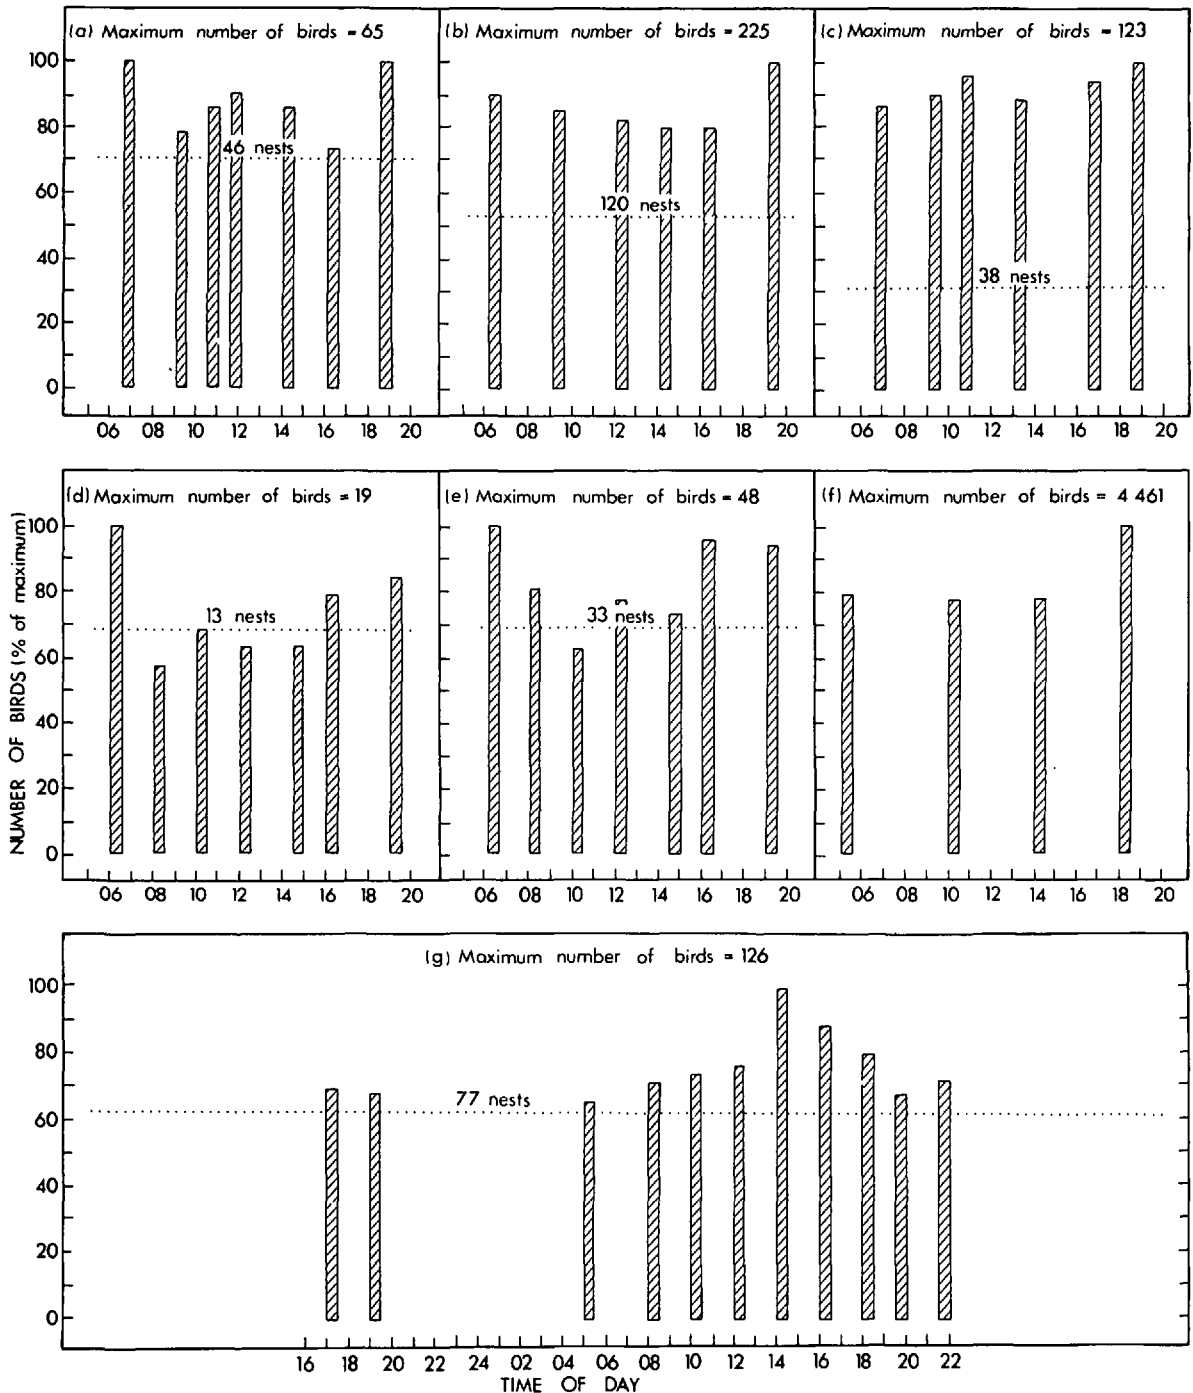 (a) Maximum number of birds = 65
(b) Maximum number of birds = 225
(c) Maximum number of birds = 123
100
80
60
40
20
0
46 nests
120 nests
38 nests
06 08 10 12 14 16 18 20
06 08 10 12 14 16 18 20
06 08 10 12 14 16 18 20
(d) Maximum number of birds = 19
(e) Maximum number of birds = 48
(f) Maximum number of birds = 4 461
NUMBER OF BIRDS (% of maximum)
100
80
60
40
20
0
13 nests
33 nests
06 08 10 12 14 16 18 20
06 08 10 12 14 16 18 20
06 08 10 12 14 16 18 20
(g) Maximum number of birds = 126
100
80
60
40
20
0
77 nests
16 18 20 22 24 02 04 06 08 10 12 14 16 18 20 22
TIME OF DAY